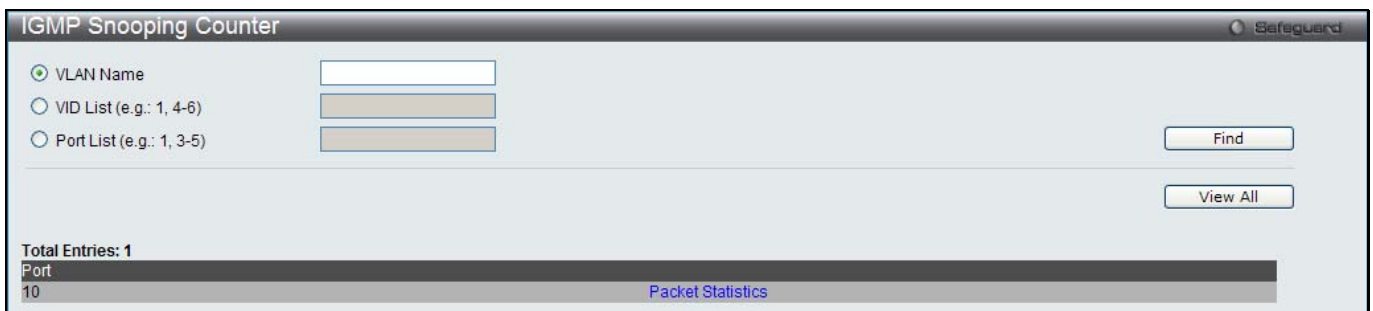 IGMP Snooping Counter
Safeguard
VLAN Name
VID List (e.g.: 1, 4-6)
Port List (e.g.: 1, 3-5)
Find
View All
Total Entries: 1
Port
10 Packet Statistics